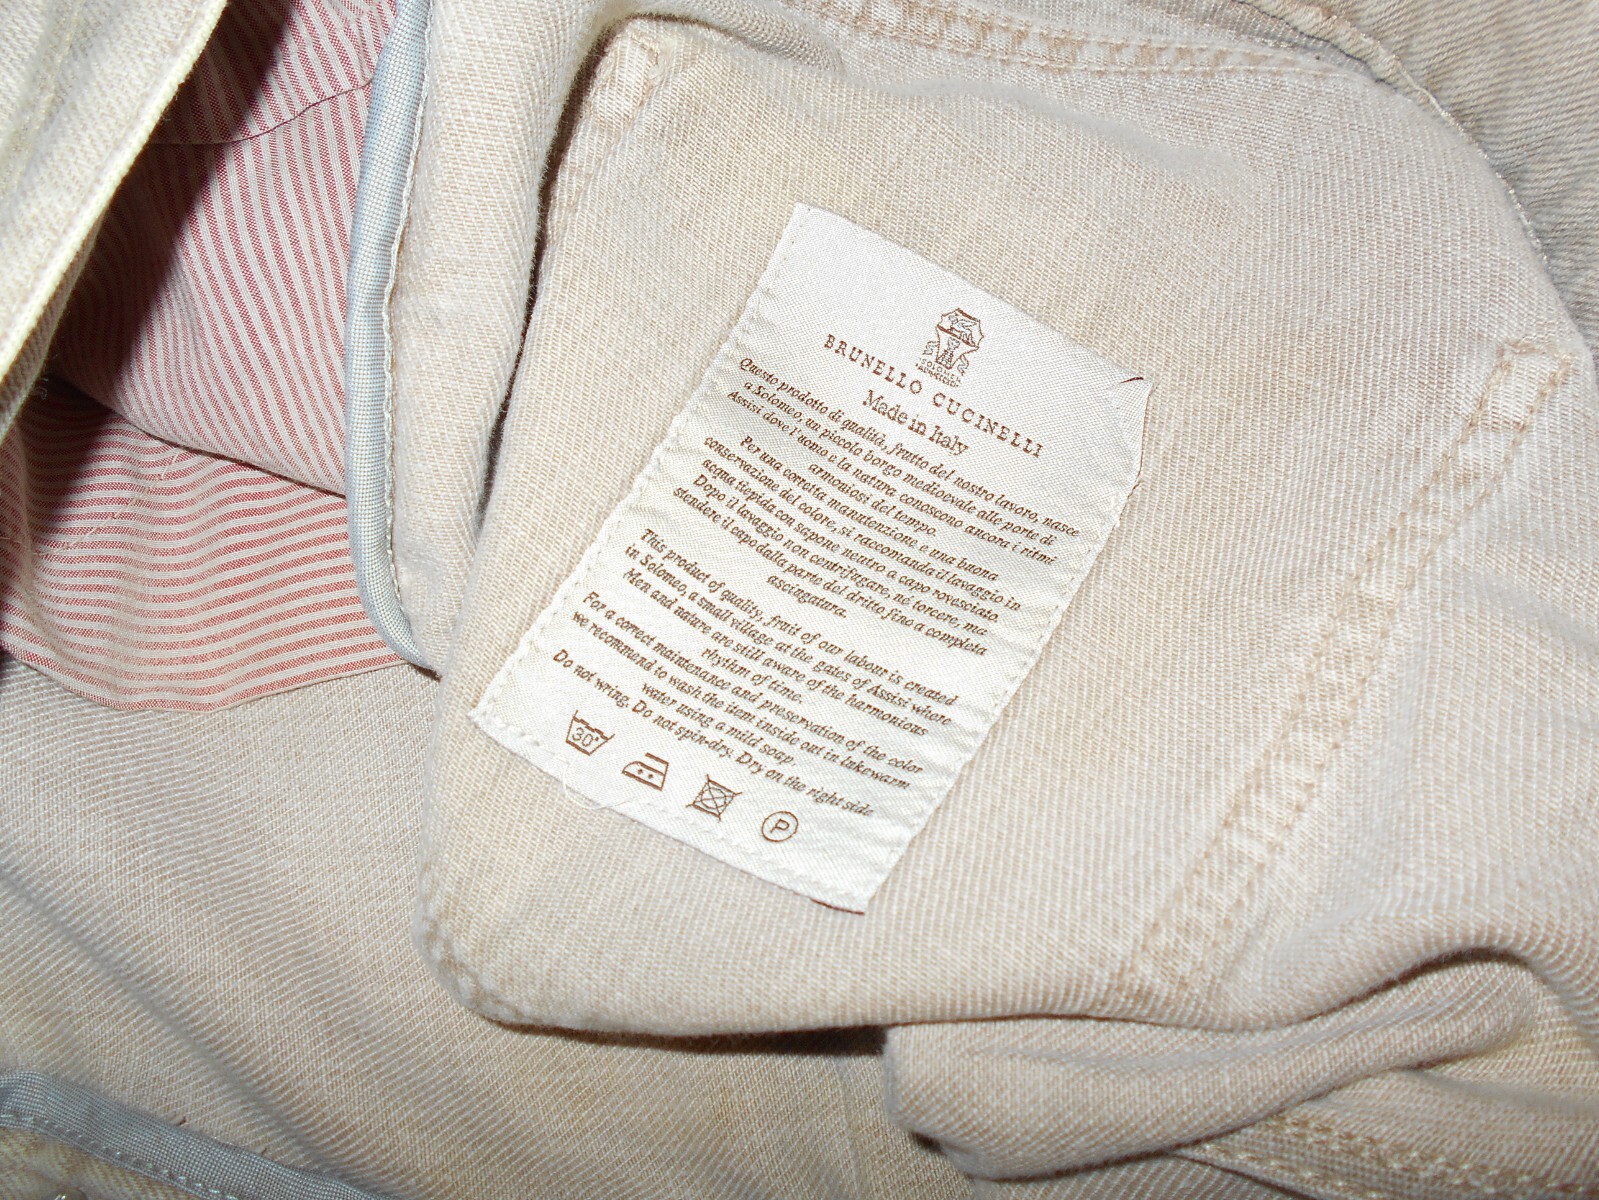 SOLOMEO
BRUNELLO CUCINELLI
Made in Italy
Questo prodotto di qualità, frutto del nostro lavoro, nasce
a Solomeo, un piccolo borgo medioevale alle porte di
Assisi dove l'uomo e la natura conoscono ancora i ritmi
armoniosi del tempo.
Per una corretta manutenzione e una buona
conservazione del colore, si raccomanda il lavaggio in
acqua tiepida con sapone neutro a capo rovesciato.
Dopo il lavaggio non centrifugare, nè torcere, ma
stendere il capo dalla parte del dritto fino a completa
asciugatura.
This product of quality, fruit of our labour is created
in Solomeo, a small village at the gates of Assisi where
Men and nature are still aware of the harmonious
rhythm of time.
For a correct maintenance and preservation of the color
we recommend to wash the item inside out in lukewarm
water using a mild soap.
Do not wring. Do not spin-dry. Dry on the right side
30°
P